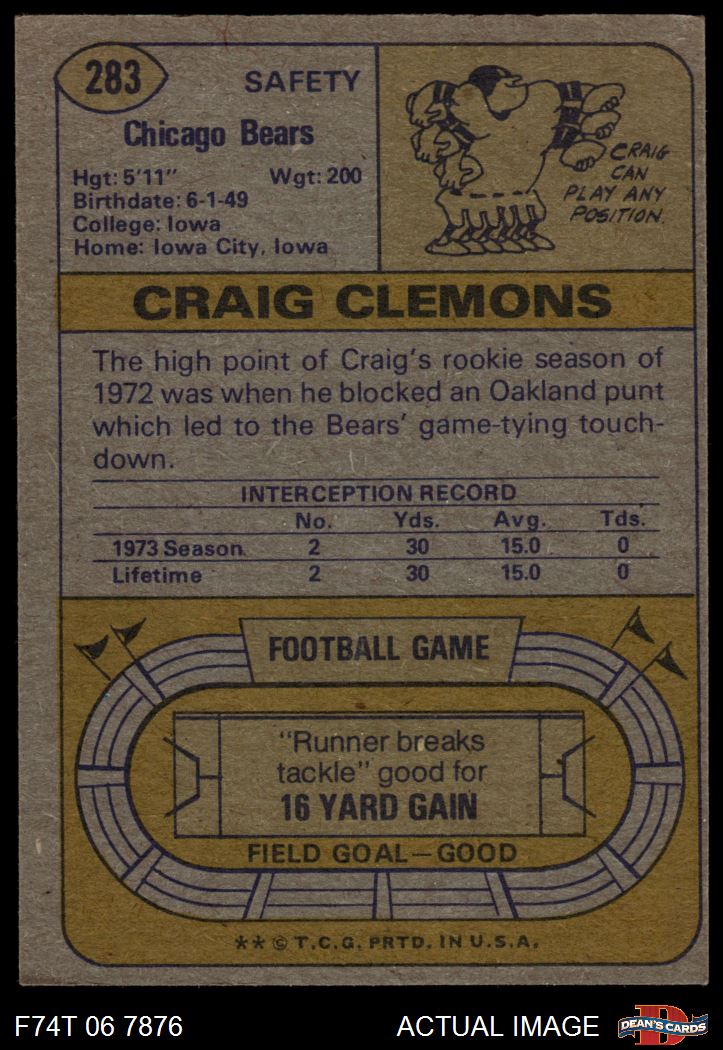 283
SAFETY
Chicago Bears
Hgt: 5'11" Wgt: 200
Birthdate: 6-1-49
College: Iowa
Home: Iowa City, Iowa
CRAIG
CAN
PLAY ANY
POSITION.
CRAIG CLEMONS
The high point of Craig's rookie season of
1972 was when he blocked an Oakland punt
which led to the Bears' game-tying touch-
down.
INTERCEPTION RECORD
No. Yds. Avg. Tds.
1973 Season 2 30 15.0 0
Lifetime 2 30 15.0 0
FOOTBALL GAME
"Runner breaks
tackle" good for
16 YARD GAIN
FIELD GOAL—GOOD
** © T.C.G. PRTD. IN U.S.A.
F74T 06 7876 ACTUAL IMAGE
D
DEAN'S CARDS